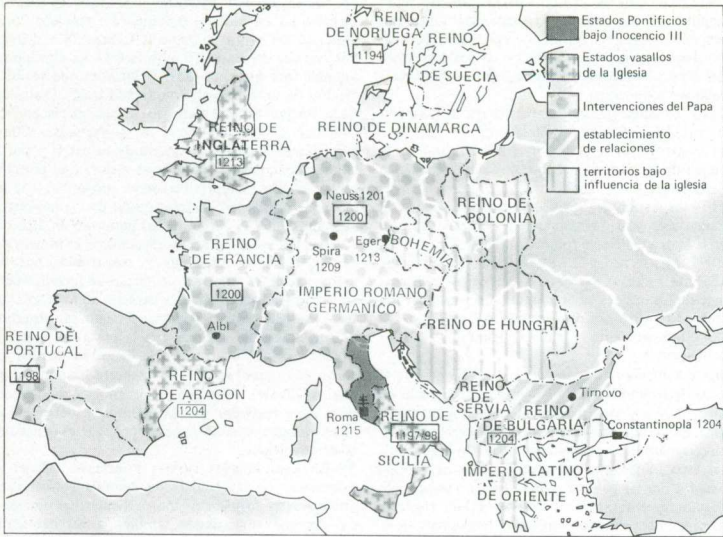 REINO
DE NORUEGA
1194
REINO
DE SUECIA
Estados Pontificios
bajo Inocencio III
Estados vasallos
de la Iglesia
Intervenciones del Papa
establecimiento
de relaciones
territorios bajo
influencia de la iglesia
REINO DE
INGLATERRA
1213
REINO DE DINAMARCA
Neuss 1201
1200
REINO DE
POLONIA
Spira
1209
Eger
1213
BOHEMIA
REINO
DE FRANCIA
1200
Albi
IMPERIO ROMANO
GERMANICO
REINO DE HUNGRIA
REINO DE
PORTUGAL
1198
REINO
DE ARAGON
1204
Roma
1215
REINO DE
1197/98
SICILIA
REINO
DE
SERVIA
REINO
DE BULGARIA
1204
Tirnovo
Constantinopla 1204
IMPERIO LATINO
DE ORIENTE